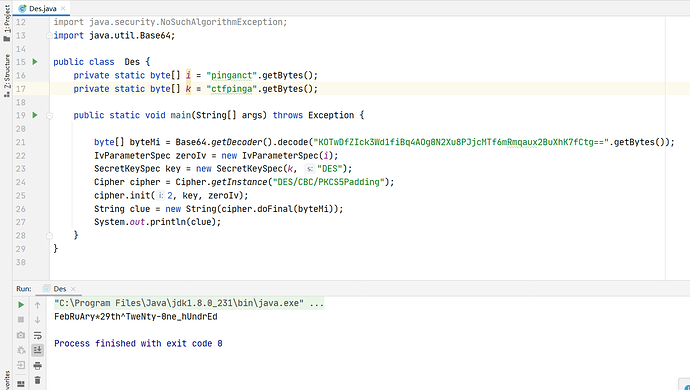 Des.java
1: Project
Z: Structure
12 import java.security.NoSuchAlgorithmException;
13 import java.util.Base64;
14
15 public class Des {
16 private static byte[] i = "pinganct".getBytes();
17 private static byte[] k = "ctfpinga".getBytes();
18
19 public static void main(String[] args) throws Exception {
20
21 byte[] byteMi = Base64.getDecoder().decode("KOTwDfZIck3Wd1fiBq4AOg8N2Xu8PJjcMTf6mRmqaux2BuXhK7fCtg==".getBytes());
22 IvParameterSpec zeroIv = new IvParameterSpec(i);
23 SecretKeySpec key = new SecretKeySpec(k, s: "DES");
24 Cipher cipher = Cipher.getInstance("DES/CBC/PKCS5Padding");
25 cipher.init( i: 2, key, zeroIv);
26 String clue = new String(cipher.doFinal(byteMi));
27 System.out.println(clue);
28 }
29 }
30
Run: Des
"C:\Program Files\Java\jdk1.8.0_231\bin\java.exe" ...
FebRuAry*29th^TweNty-0ne_hUndrEd
Process finished with exit code 0